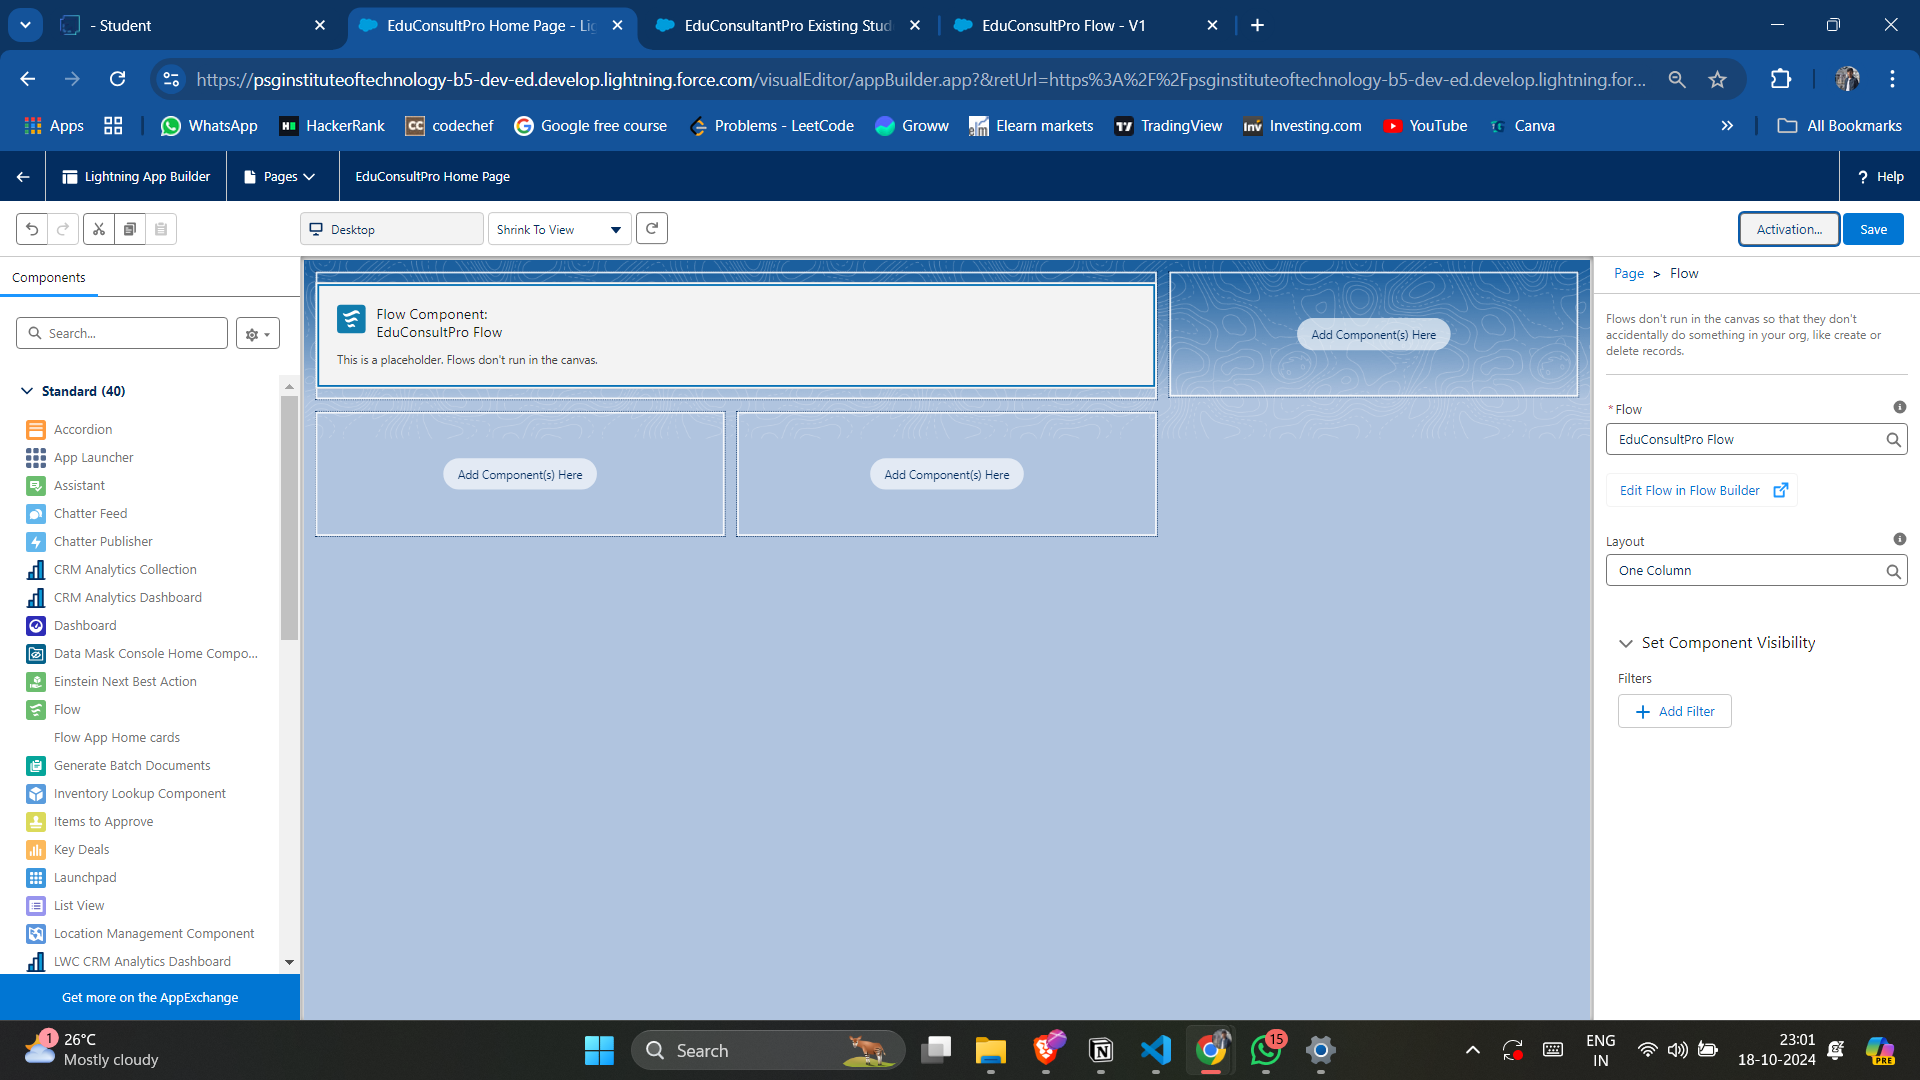 - Student
EduConsultPro Home Page - Lig
EduConsultantPro Existing Stud
EduConsultPro Flow - V1
https://psginstituteoftechnology-b5-dev-ed.develop.lightning.force.com/visualEditor/appBuilder.app?&retUrl=https%3A%2F%2Fpsginstituteoftechnology-b5-dev-ed.develop.lightning.for...
Apps
WhatsApp
HackerRank
codechef
Google free course
Problems - LeetCode
Groww
Elearn markets
TradingView
Investing.com
YouTube
Canva
All Bookmarks
Lightning App Builder
Pages
EduConsultPro Home Page
? Help
Desktop
Shrink To View
Activation...
Save
Components
Search...
Standard (40)
Accordion
App Launcher
Assistant
Chatter Feed
Chatter Publisher
CRM Analytics Collection
CRM Analytics Dashboard
Dashboard
Data Mask Console Home Compo...
Einstein Next Best Action
Flow
Flow App Home cards
Generate Batch Documents
Inventory Lookup Component
Items to Approve
Key Deals
Launchpad
List View
Location Management Component
LWC CRM Analytics Dashboard
Get more on the AppExchange
Flow Component:
EduConsultPro Flow
This is a placeholder. Flows don't run in the canvas.
Add Component(s) Here
Add Component(s) Here
Add Component(s) Here
Page > Flow
Flows don't run in the canvas so that they don't
accidentally do something in your org, like create or
delete records.
* Flow
EduConsultPro Flow
Edit Flow in Flow Builder
Layout
One Column
Set Component Visibility
Filters
Add Filter
1
26°C
Mostly cloudy
Search
15
ENG
IN
23:01
18-10-2024
PRE